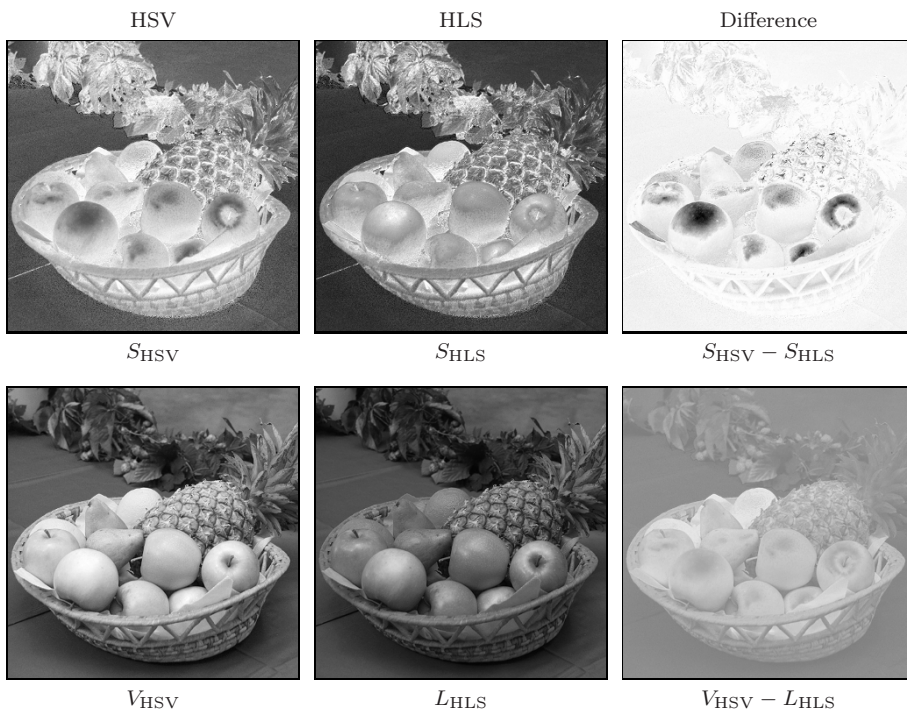 HSV HLS Difference
S_HSV S_HLS S_HSV − S_HLS
V_HSV L_HLS V_HSV − L_HLS